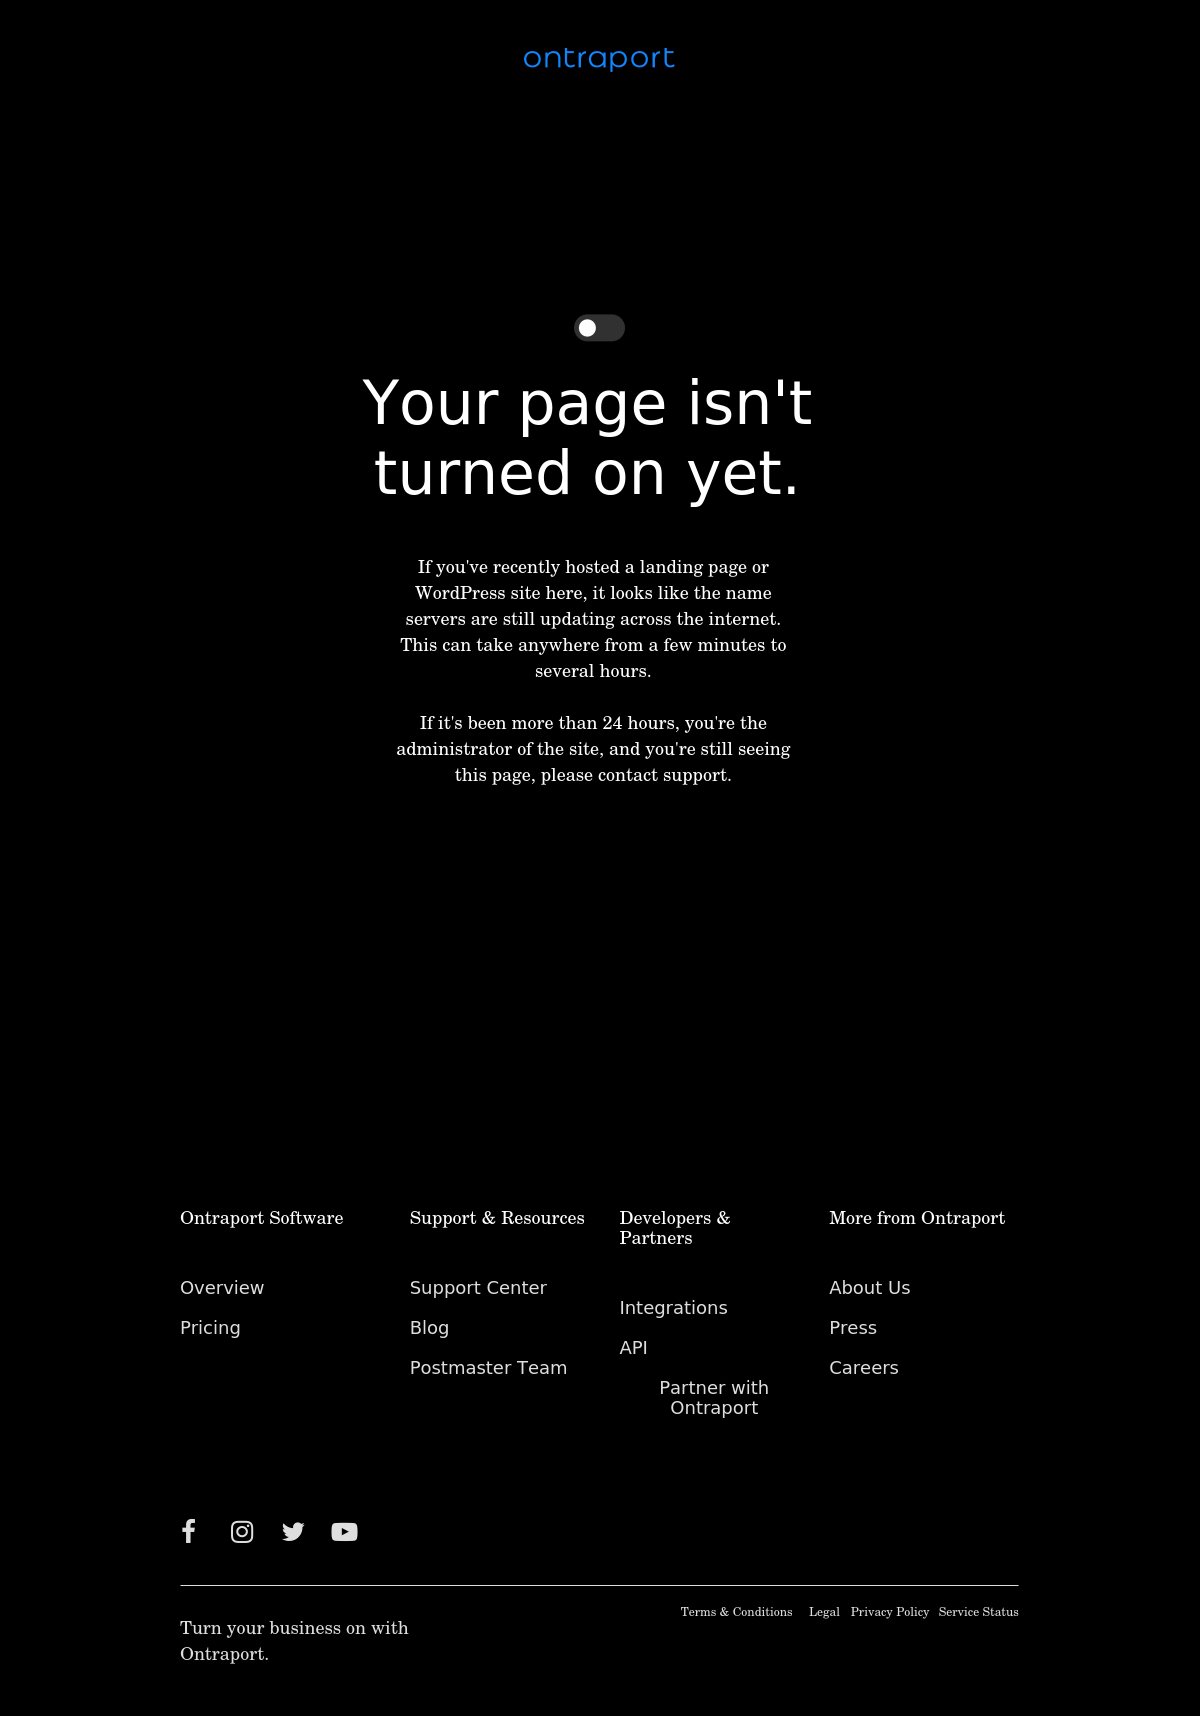 ontraport
Your page isn't
turned on yet.
If you've recently hosted a landing page or
WordPress site here, it looks like the name
servers are still updating across the internet.
This can take anywhere from a few minutes to
several hours.
If it's been more than 24 hours, you're the
administrator of the site, and you're still seeing
this page, please contact support.
Ontraport Software
Overview
Pricing
Support & Resources
Support Center
Blog
Postmaster Team
Developers &
Partners
Integrations
API
Partner with
Ontraport
More from Ontraport
About Us
Press
Careers
Turn your business on with
Ontraport.
Terms & Conditions Legal Privacy Policy Service Status